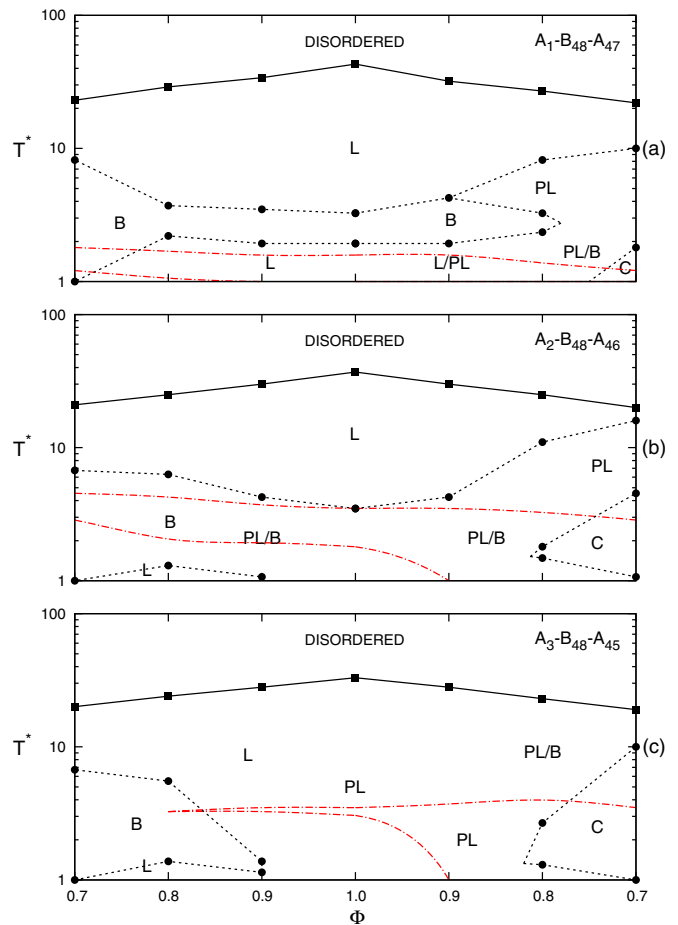 100
DISORDERED
A1-B48-A47
T*
10
L
(a)
PL
B
B
PL/B
L
L/PL
C
1
100
DISORDERED
A2-B48-A46
L
T*
10
PL
(b)
B
PL/B
PL/B
C
L
1
100
DISORDERED
A3-B48-A45
T*
10
L
PL/B
(c)
PL
B
PL
C
L
1
0.7 0.8 0.9 1.0 0.9 0.8 0.7
Φ